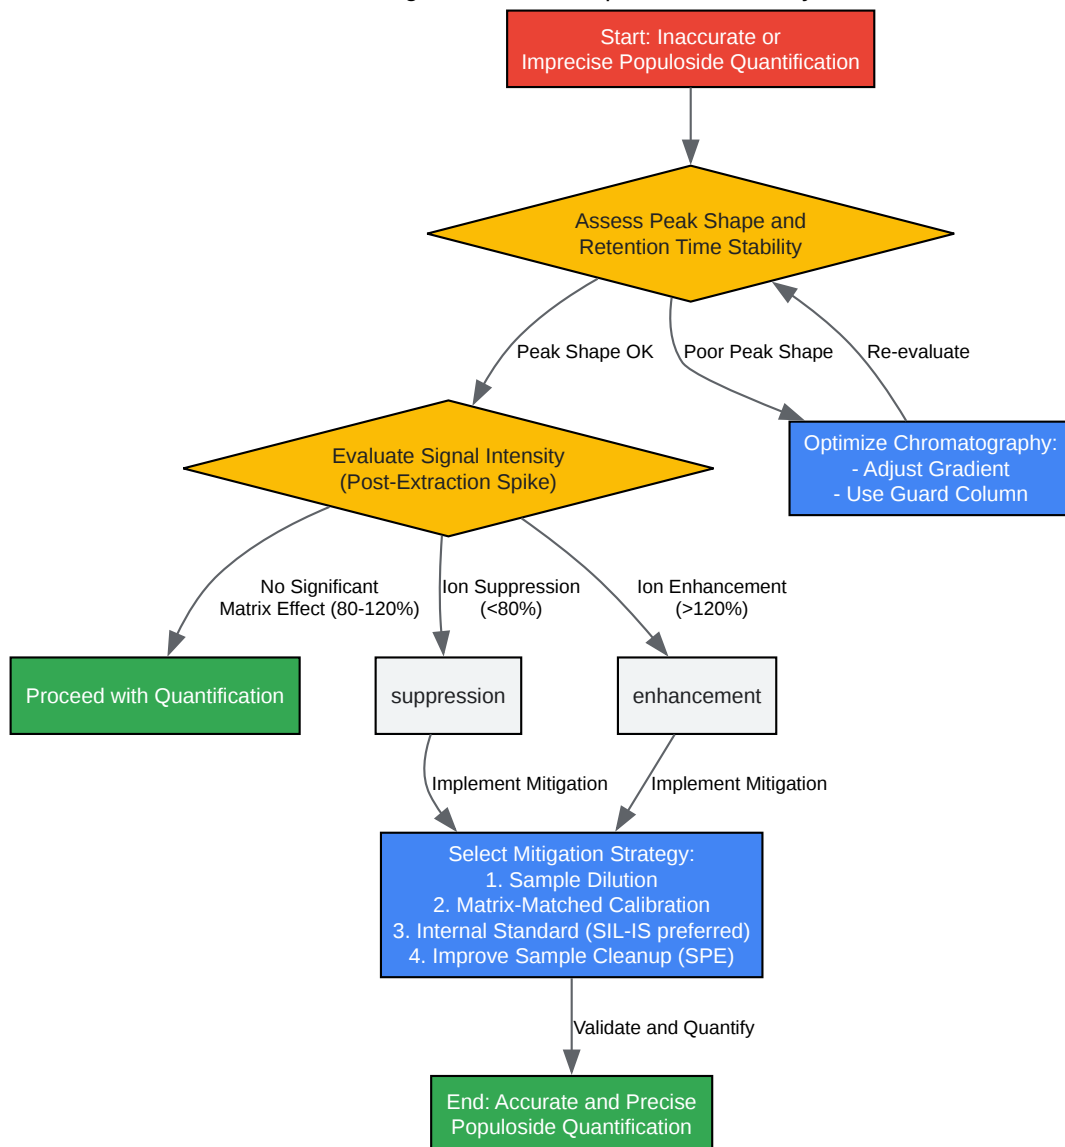 Start: Inaccurate or
Imprecise Populoside Quantification
Assess Peak Shape and
Retention Time Stability
Peak Shape OK
Poor Peak Shape
Re-evaluate
Optimize Chromatography:
- Adjust Gradient
- Use Guard Column
Evaluate Signal Intensity
(Post-Extraction Spike)
No Significant
Matrix Effect (80-120%)
Ion Suppression
(<80%)
Ion Enhancement
(>120%)
Proceed with Quantification
suppression
enhancement
Implement Mitigation
Implement Mitigation
Select Mitigation Strategy:
1. Sample Dilution
2. Matrix-Matched Calibration
3. Internal Standard (SIL-IS preferred)
4. Improve Sample Cleanup (SPE)
Validate and Quantify
End: Accurate and Precise
Populoside Quantification